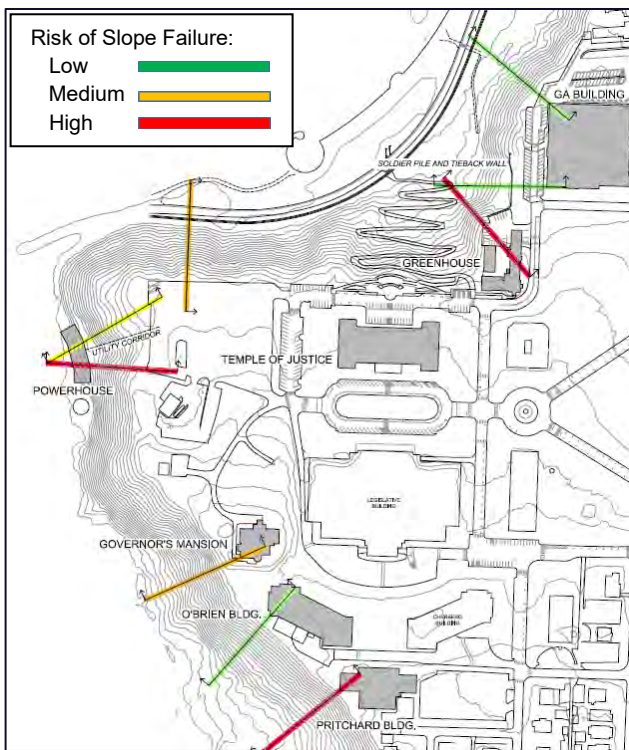 Risk of Slope Failure:
Low
Medium
High
GA BUILDING
SOLDIER PILE AND TIEBACK WALL
GREENHOUSE
UTILITY CORRIDOR
TEMPLE OF JUSTICE
POWERHOUSE
LEGISLATIVE
BUILDING
GOVERNOR'S MANSION
O'BRIEN BLDG.
BUILDING
PRITCHARD BLDG.